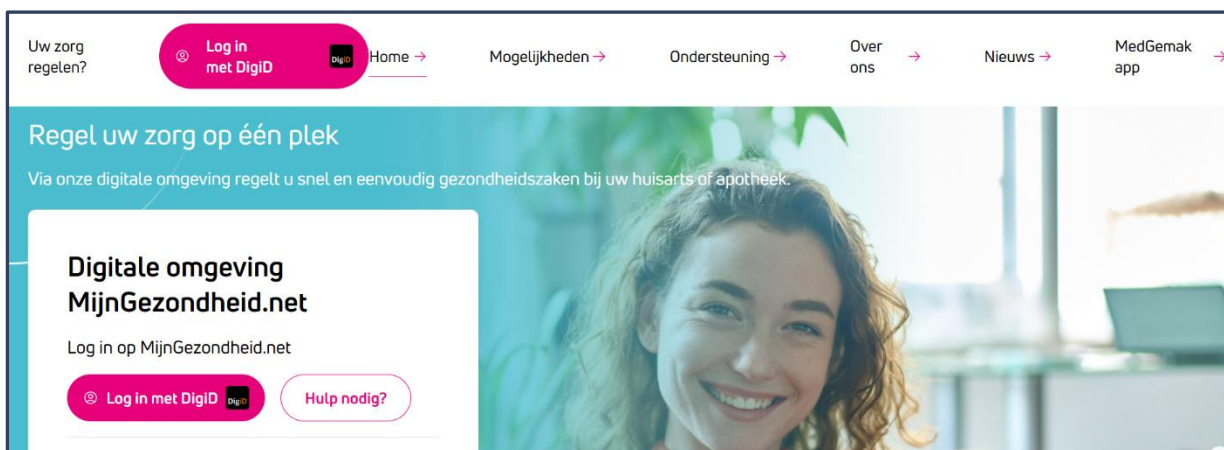 Uw zorg
regelen?
Log in
met DigiD
DigiD
Home →
Mogelijkheden →
Ondersteuning →
Over
ons →
Nieuws →
MedGemak
app →
Regel uw zorg op één plek
Via onze digitale omgeving regelt u snel en eenvoudig gezondheidszaken bij uw huisarts of apotheek.
Digitale omgeving
MijnGezondheid.net
Log in op MijnGezondheid.net
Log in met DigiD DigiD
Hulp nodig?